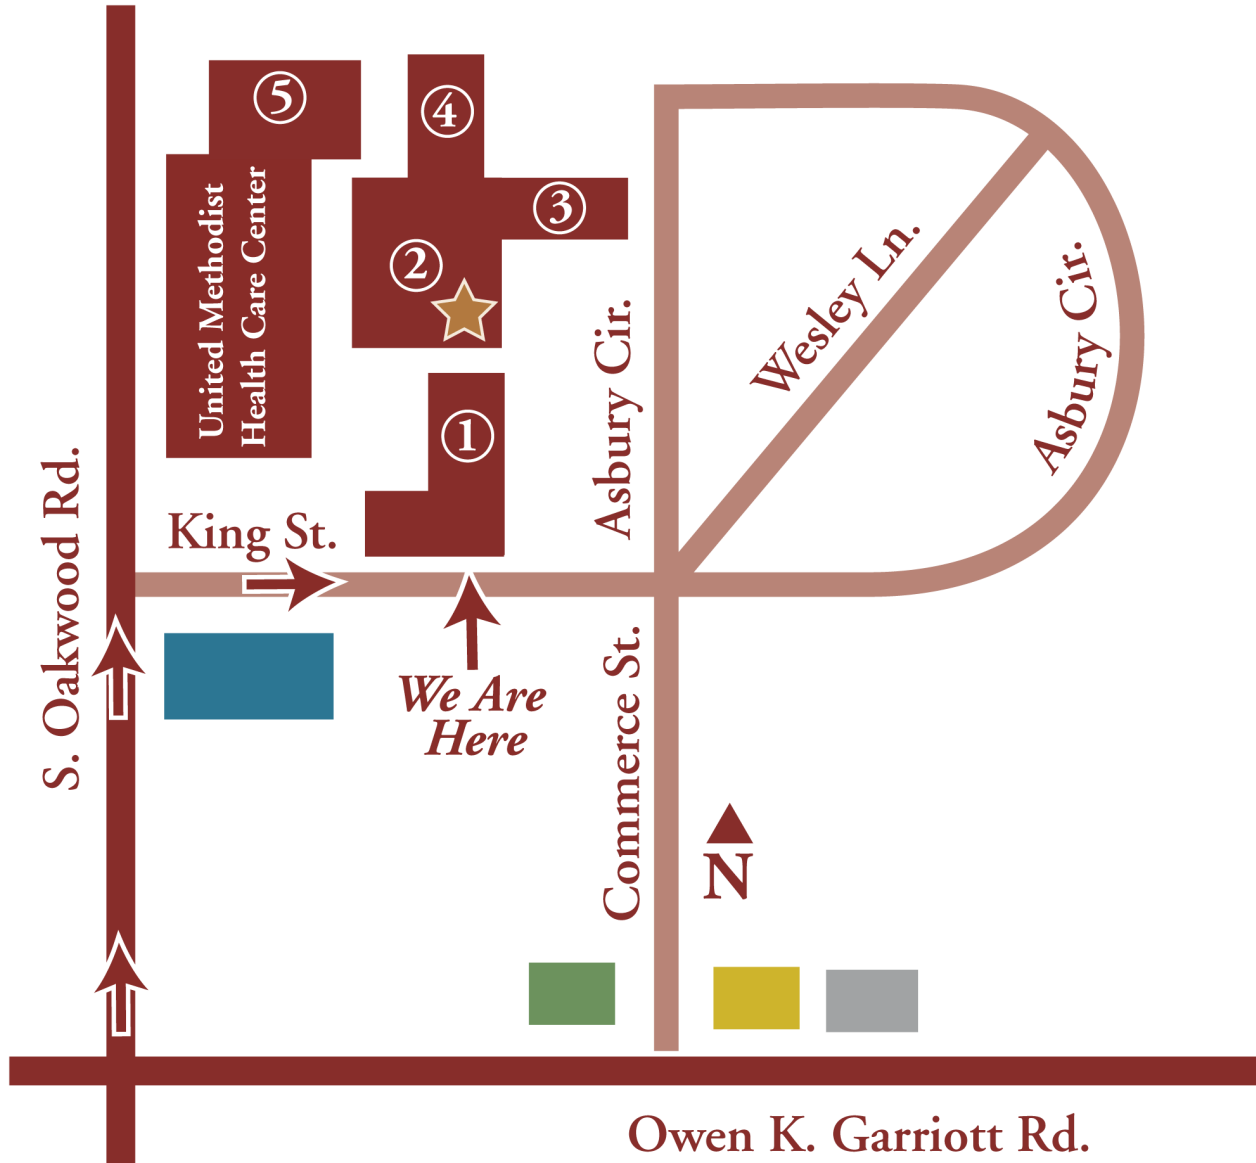 ⑤
④
③
②
United Methodist
Health Care Center
①
Asbury Cir.
Wesley Ln.
Asbury Cir.
King St.
S. Oakwood Rd.
We Are
Here
Commerce St.
N
Owen K. Garriott Rd.